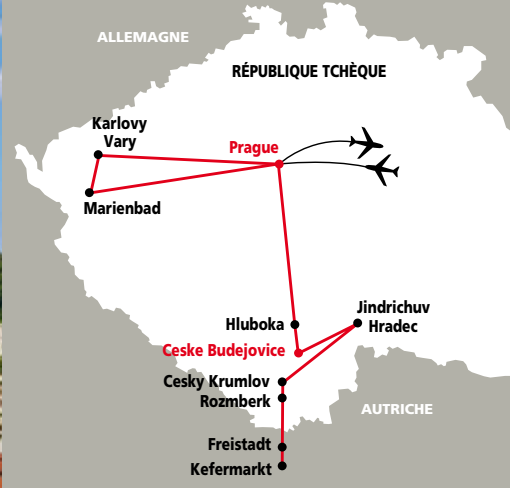 ALLEMAGNE
RÉPUBLIQUE TCHÈQUE
Karlovy
Vary
Prague
Marienbad
Jindrichuv
Hradec
Hluboka
Ceske Budejovice
Cesky Krumlov
Rozmberk
AUTRICHE
Freistadt
Kefermarkt